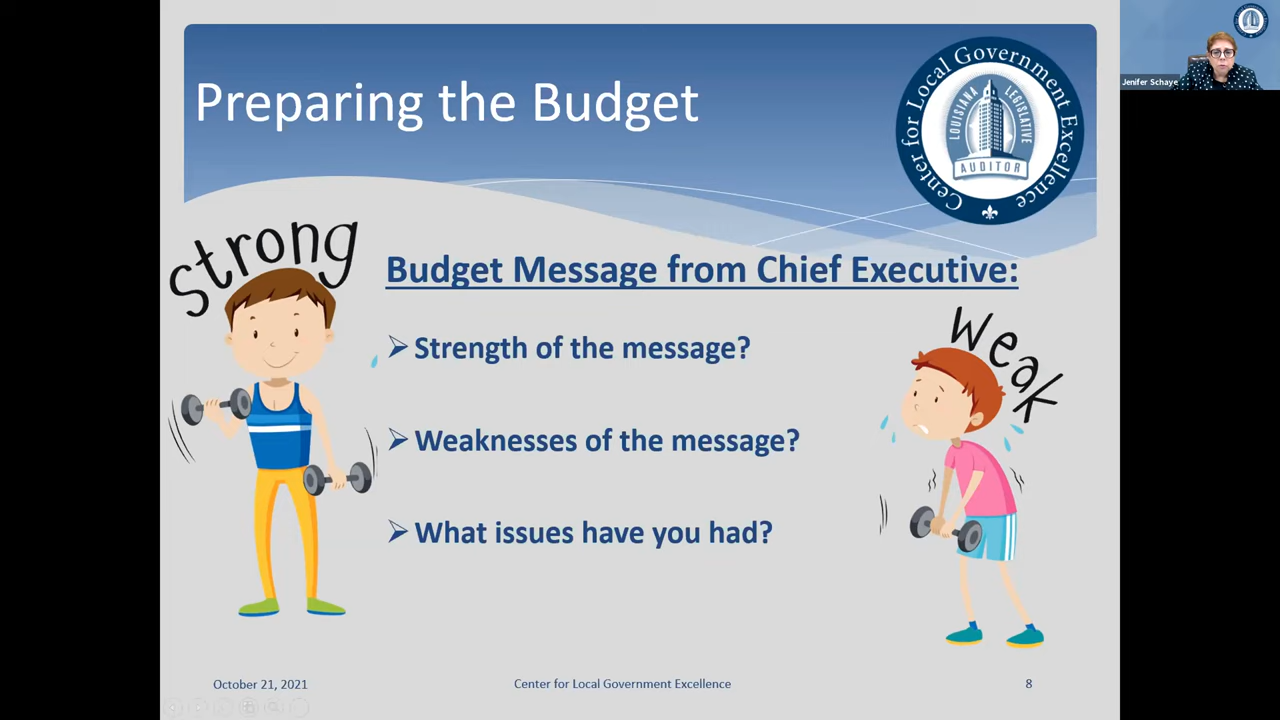 Preparing the Budget
Center for Local Government Excellence
LOUISIANA LEGISLATIVE
AUDITOR
Jenifer Schaye
strong
Budget Message from Chief Executive:
Weak
Strength of the message?
Weaknesses of the message?
What issues have you had?
October 21, 2021
Center for Local Government Excellence
8